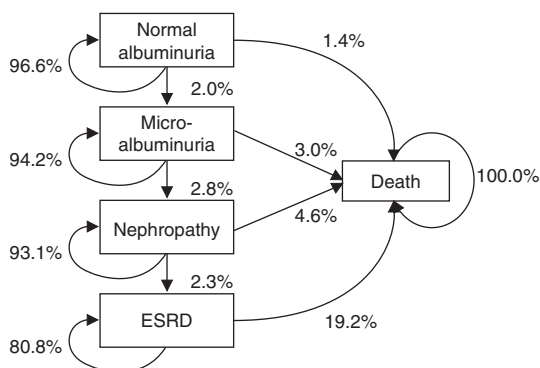 Normal
albuminuria
1.4%
96.6%
2.0%
Micro-
albuminuria
3.0%
94.2%
Death
100.0%
2.8%
4.6%
Nephropathy
93.1%
2.3%
ESRD
19.2%
80.8%